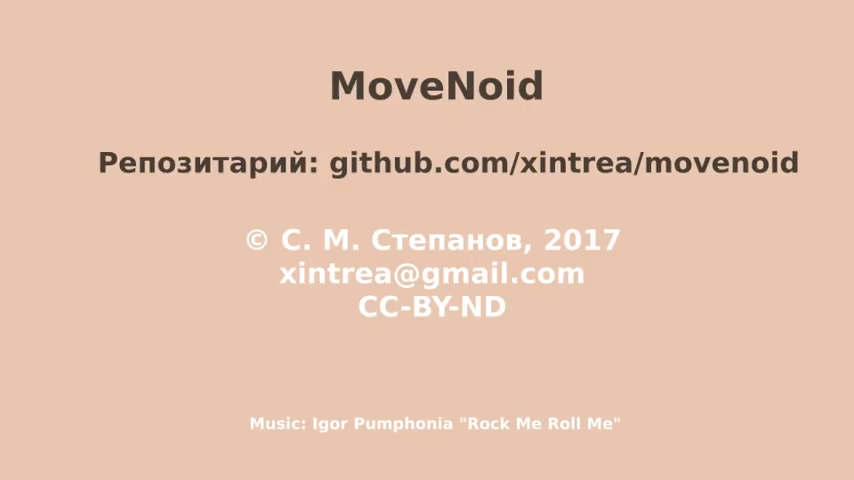 MoveNoid
Репозитарий: github.com/xintrea/movenoid
© С. М. Степанов, 2017
xintrea@gmail.com
CC-BY-ND
Music: Igor Pumphonia "Rock Me Roll Me"